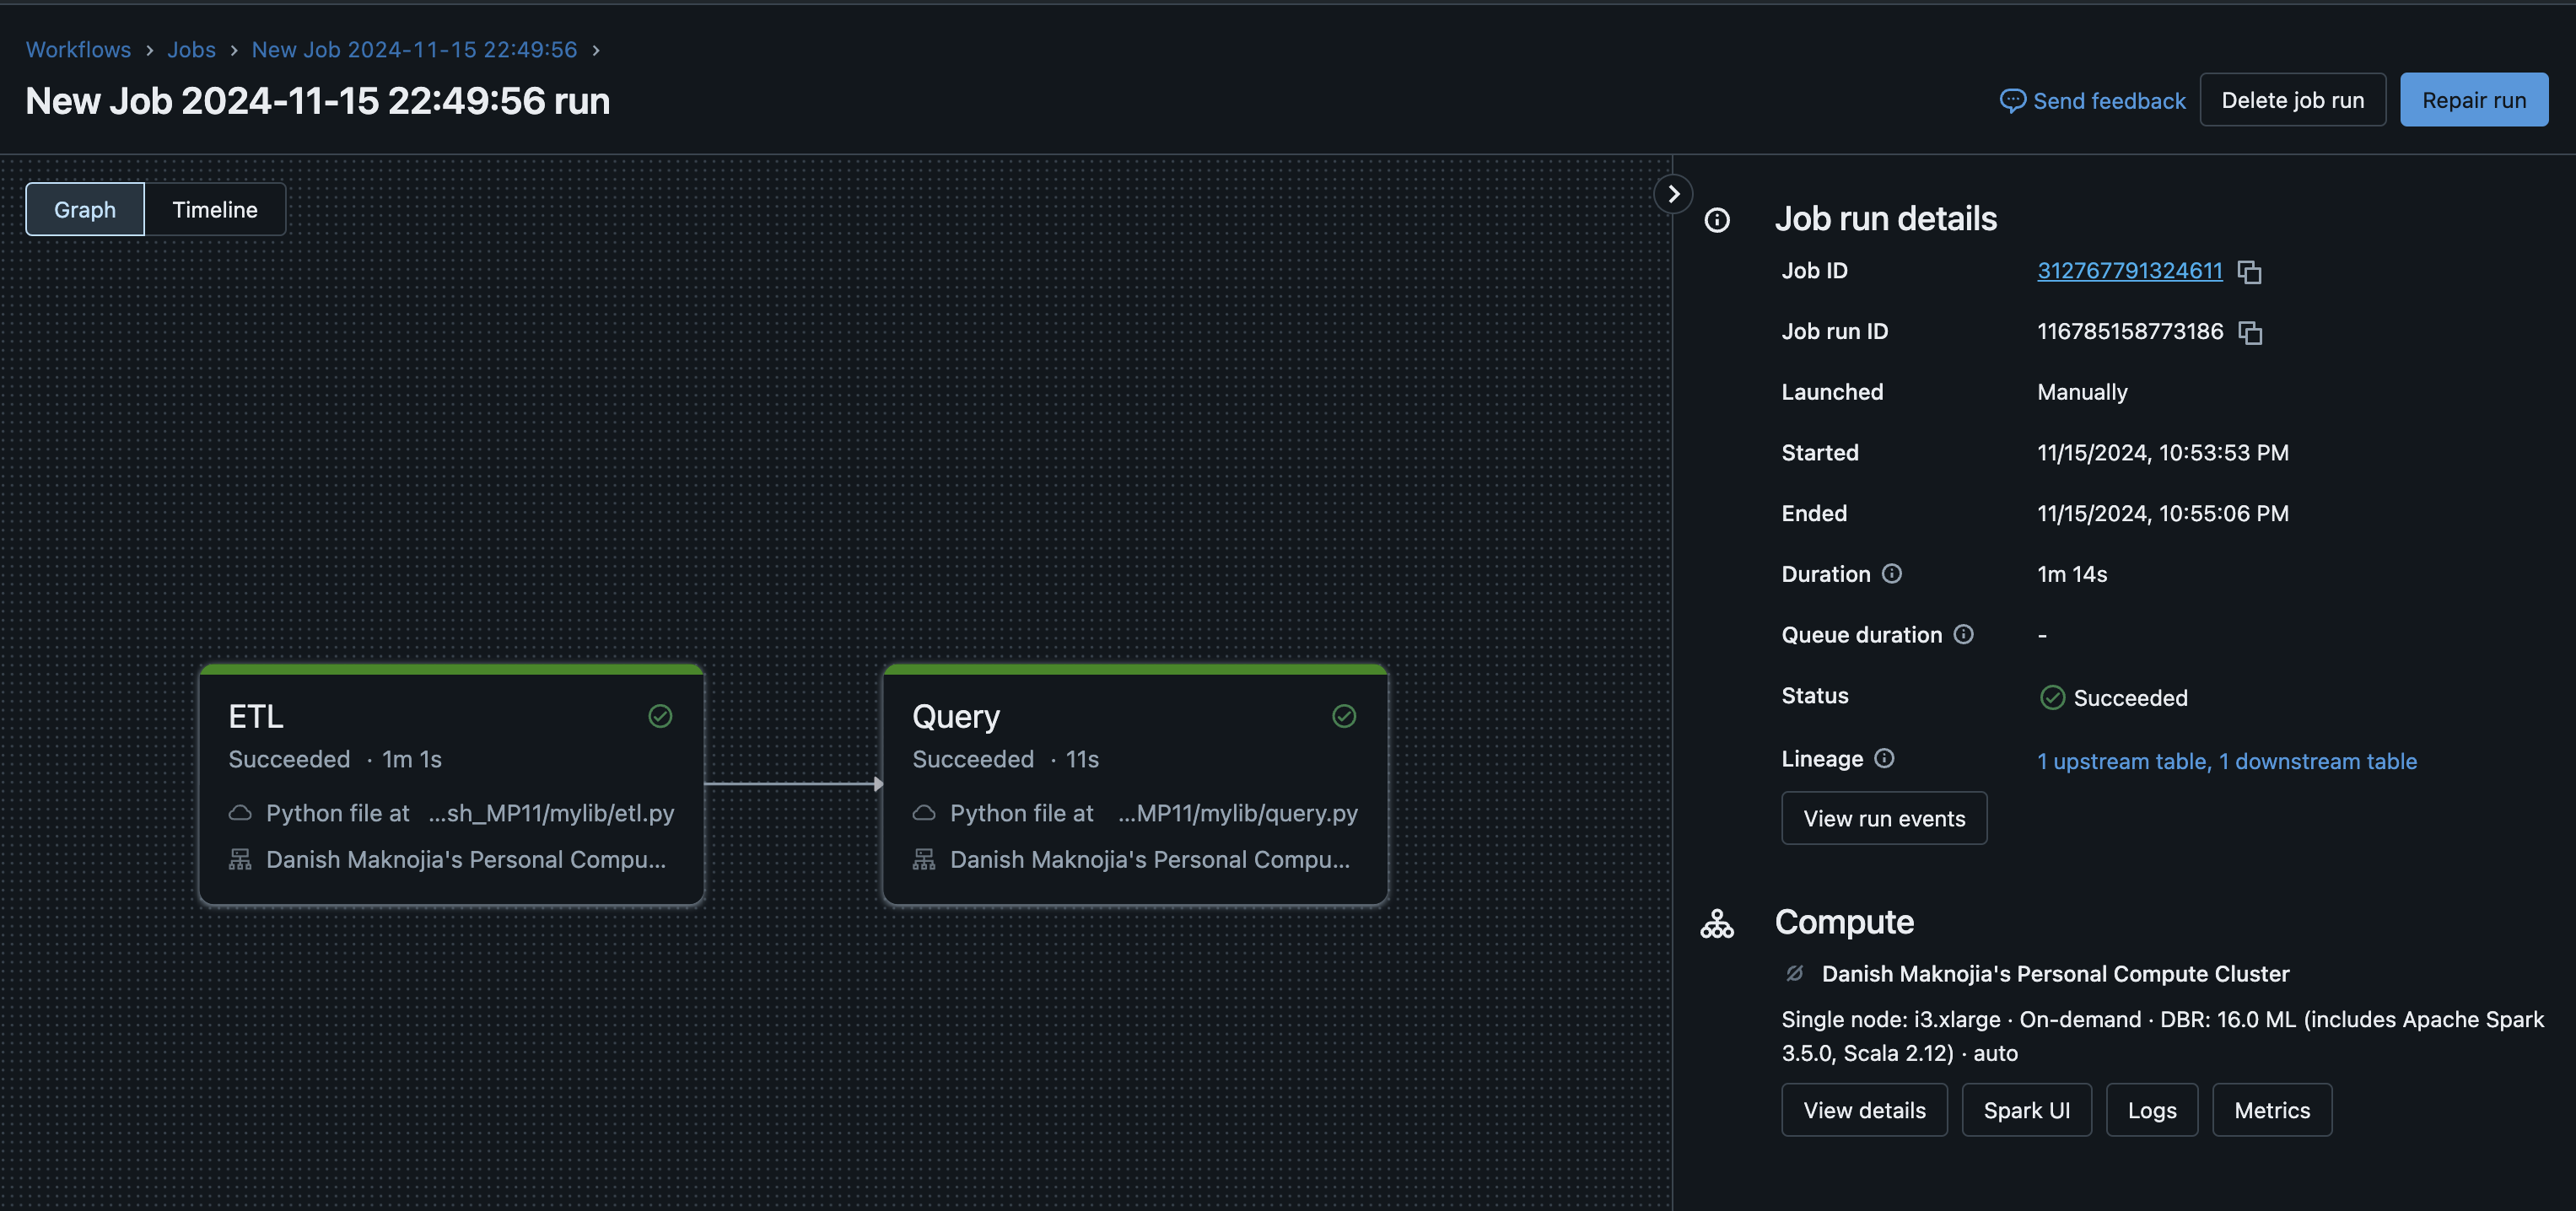 Workflows › Jobs › New Job 2024-11-15 22:49:56 ›
New Job 2024-11-15 22:49:56 run
Send feedback
Delete job run
Repair run
Graph
Timeline
ETL
Succeeded · 1m 1s
Python file at ...sh_MP11/mylib/etl.py
Danish Maknojia's Personal Compu...
Query
Succeeded · 11s
Python file at ...MP11/mylib/query.py
Danish Maknojia's Personal Compu...
Job run details
Job ID 312767791324611
Job run ID 116785158773186
Launched Manually
Started 11/15/2024, 10:53:53 PM
Ended 11/15/2024, 10:55:06 PM
Duration 1m 14s
Queue duration -
Status Succeeded
Lineage 1 upstream table, 1 downstream table
View run events
Compute
Danish Maknojia's Personal Compute Cluster
Single node: i3.xlarge · On-demand · DBR: 16.0 ML (includes Apache Spark
3.5.0, Scala 2.12) · auto
View details
Spark UI
Logs
Metrics